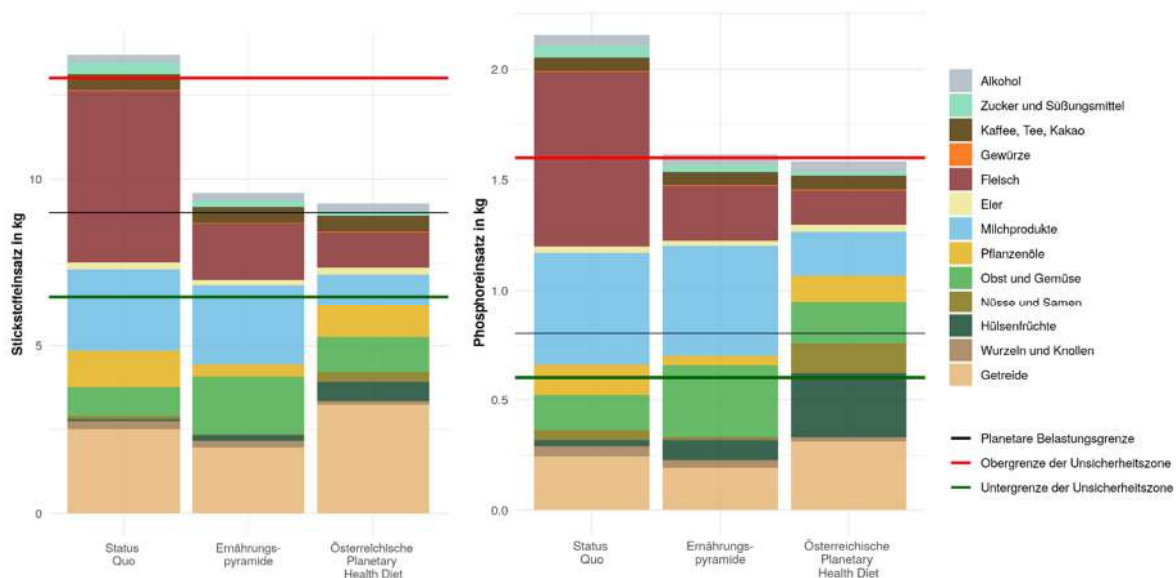 Stickstoffeinsatz in kg
10
5
0
Status
Quo
Ernährungs-
pyramide
Österreichische
Planetary
Health Diet
Phosphoreinsatz in kg
2.0
1.5
1.0
0.5
0.0
Status
Quo
Ernährungs-
pyramide
Österreichische
Planetary
Health Diet
Alkohol
Zucker und Süßungsmittel
Kaffee, Tee, Kakao
Gewürze
Fleisch
Eier
Milchprodukte
Pflanzenöle
Obst und Gemüse
Nüsse und Samen
Hülsenfrüchte
Wurzeln und Knollen
Getreide
Planetare Belastungsgrenze
Obergrenze der Unsicherheitszone
Untergrenze der Unsicherheitszone